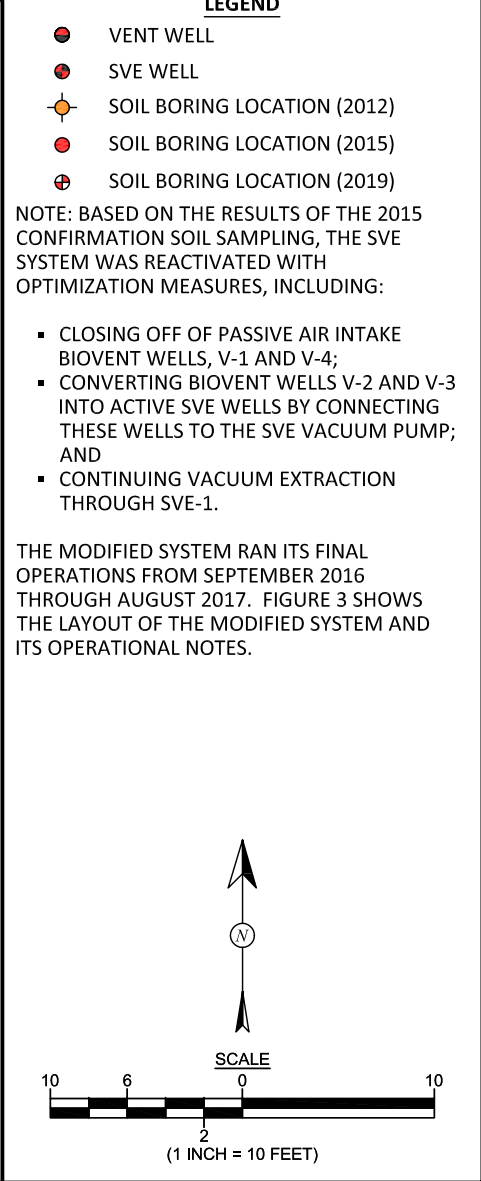 LEGEND
VENT WELL
SVE WELL
SOIL BORING LOCATION (2012)
SOIL BORING LOCATION (2015)
SOIL BORING LOCATION (2019)
NOTE: BASED ON THE RESULTS OF THE 2015
CONFIRMATION SOIL SAMPLING, THE SVE
SYSTEM WAS REACTIVATED WITH
OPTIMIZATION MEASURES, INCLUDING:
▪ CLOSING OFF OF PASSIVE AIR INTAKE
BIOVENT WELLS, V-1 AND V-4;
▪ CONVERTING BIOVENT WELLS V-2 AND V-3
INTO ACTIVE SVE WELLS BY CONNECTING
THESE WELLS TO THE SVE VACUUM PUMP;
AND
▪ CONTINUING VACUUM EXTRACTION
THROUGH SVE-1.
THE MODIFIED SYSTEM RAN ITS FINAL
OPERATIONS FROM SEPTEMBER 2016
THROUGH AUGUST 2017.  FIGURE 3 SHOWS
THE LAYOUT OF THE MODIFIED SYSTEM AND
ITS OPERATIONAL NOTES.
N
SCALE
10 6 0 10
2
(1 INCH = 10 FEET)